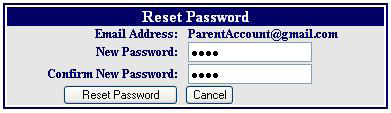 Reset Password
Email Address: ParentAccount@gmail.com
New Password: ●●●●
Confirm New Password: ●●●●
Reset Password Cancel